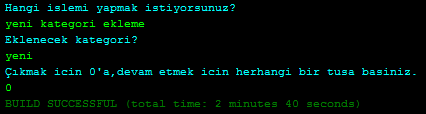 Hangi islemi yapmak istiyorsunuz?
yeni kategori ekleme
Eklenecek kategori?
yeni
Çıkmak icin 0'a,devam etmek icin herhangi bir tusa basiniz.
0
BUILD SUCCESSFUL (total time: 2 minutes 40 seconds)